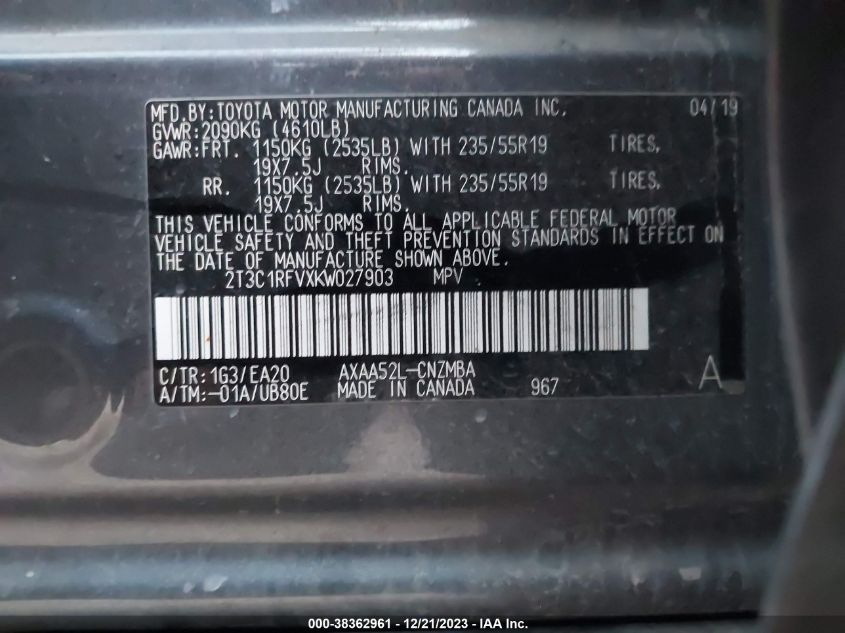 MFD.BY:TOYOTA MOTOR MANUFACTURING CANADA INC. 04/19
GVWR:2090KG (4610LB)
GAWR:FRT. 1150KG (2535LB) WITH 235/55R19 TIRES,
19X7.5J RIMS.
RR. 1150KG (2535LB) WITH 235/55R19 TIRES,
19X7.5J RIMS.
THIS VEHICLE CONFORMS TO ALL APPLICABLE FEDERAL MOTOR
VEHICLE SAFETY AND THEFT PREVENTION STANDARDS IN EFFECT ON
THE DATE OF MANUFACTURE SHOWN ABOVE.
2T3C1RFVXKW027903 MPV
C/TR:1G3/EA20 AXAA52L-CNZMBA
A/TM:-01A/UB80E MADE IN CANADA 967 A
000-38362961 - 12/21/2023 - IAA Inc.